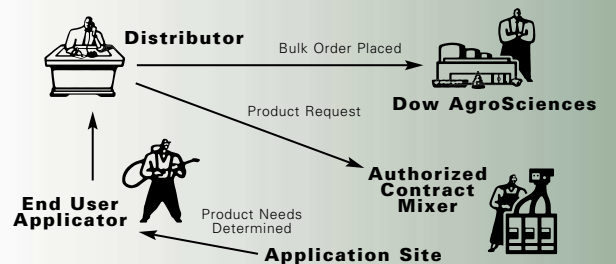 Distributor
Bulk Order Placed
Dow AgroSciences
Product Request
Authorized
Contract
Mixer
End User
Applicator
Product Needs
Determined
Application Site